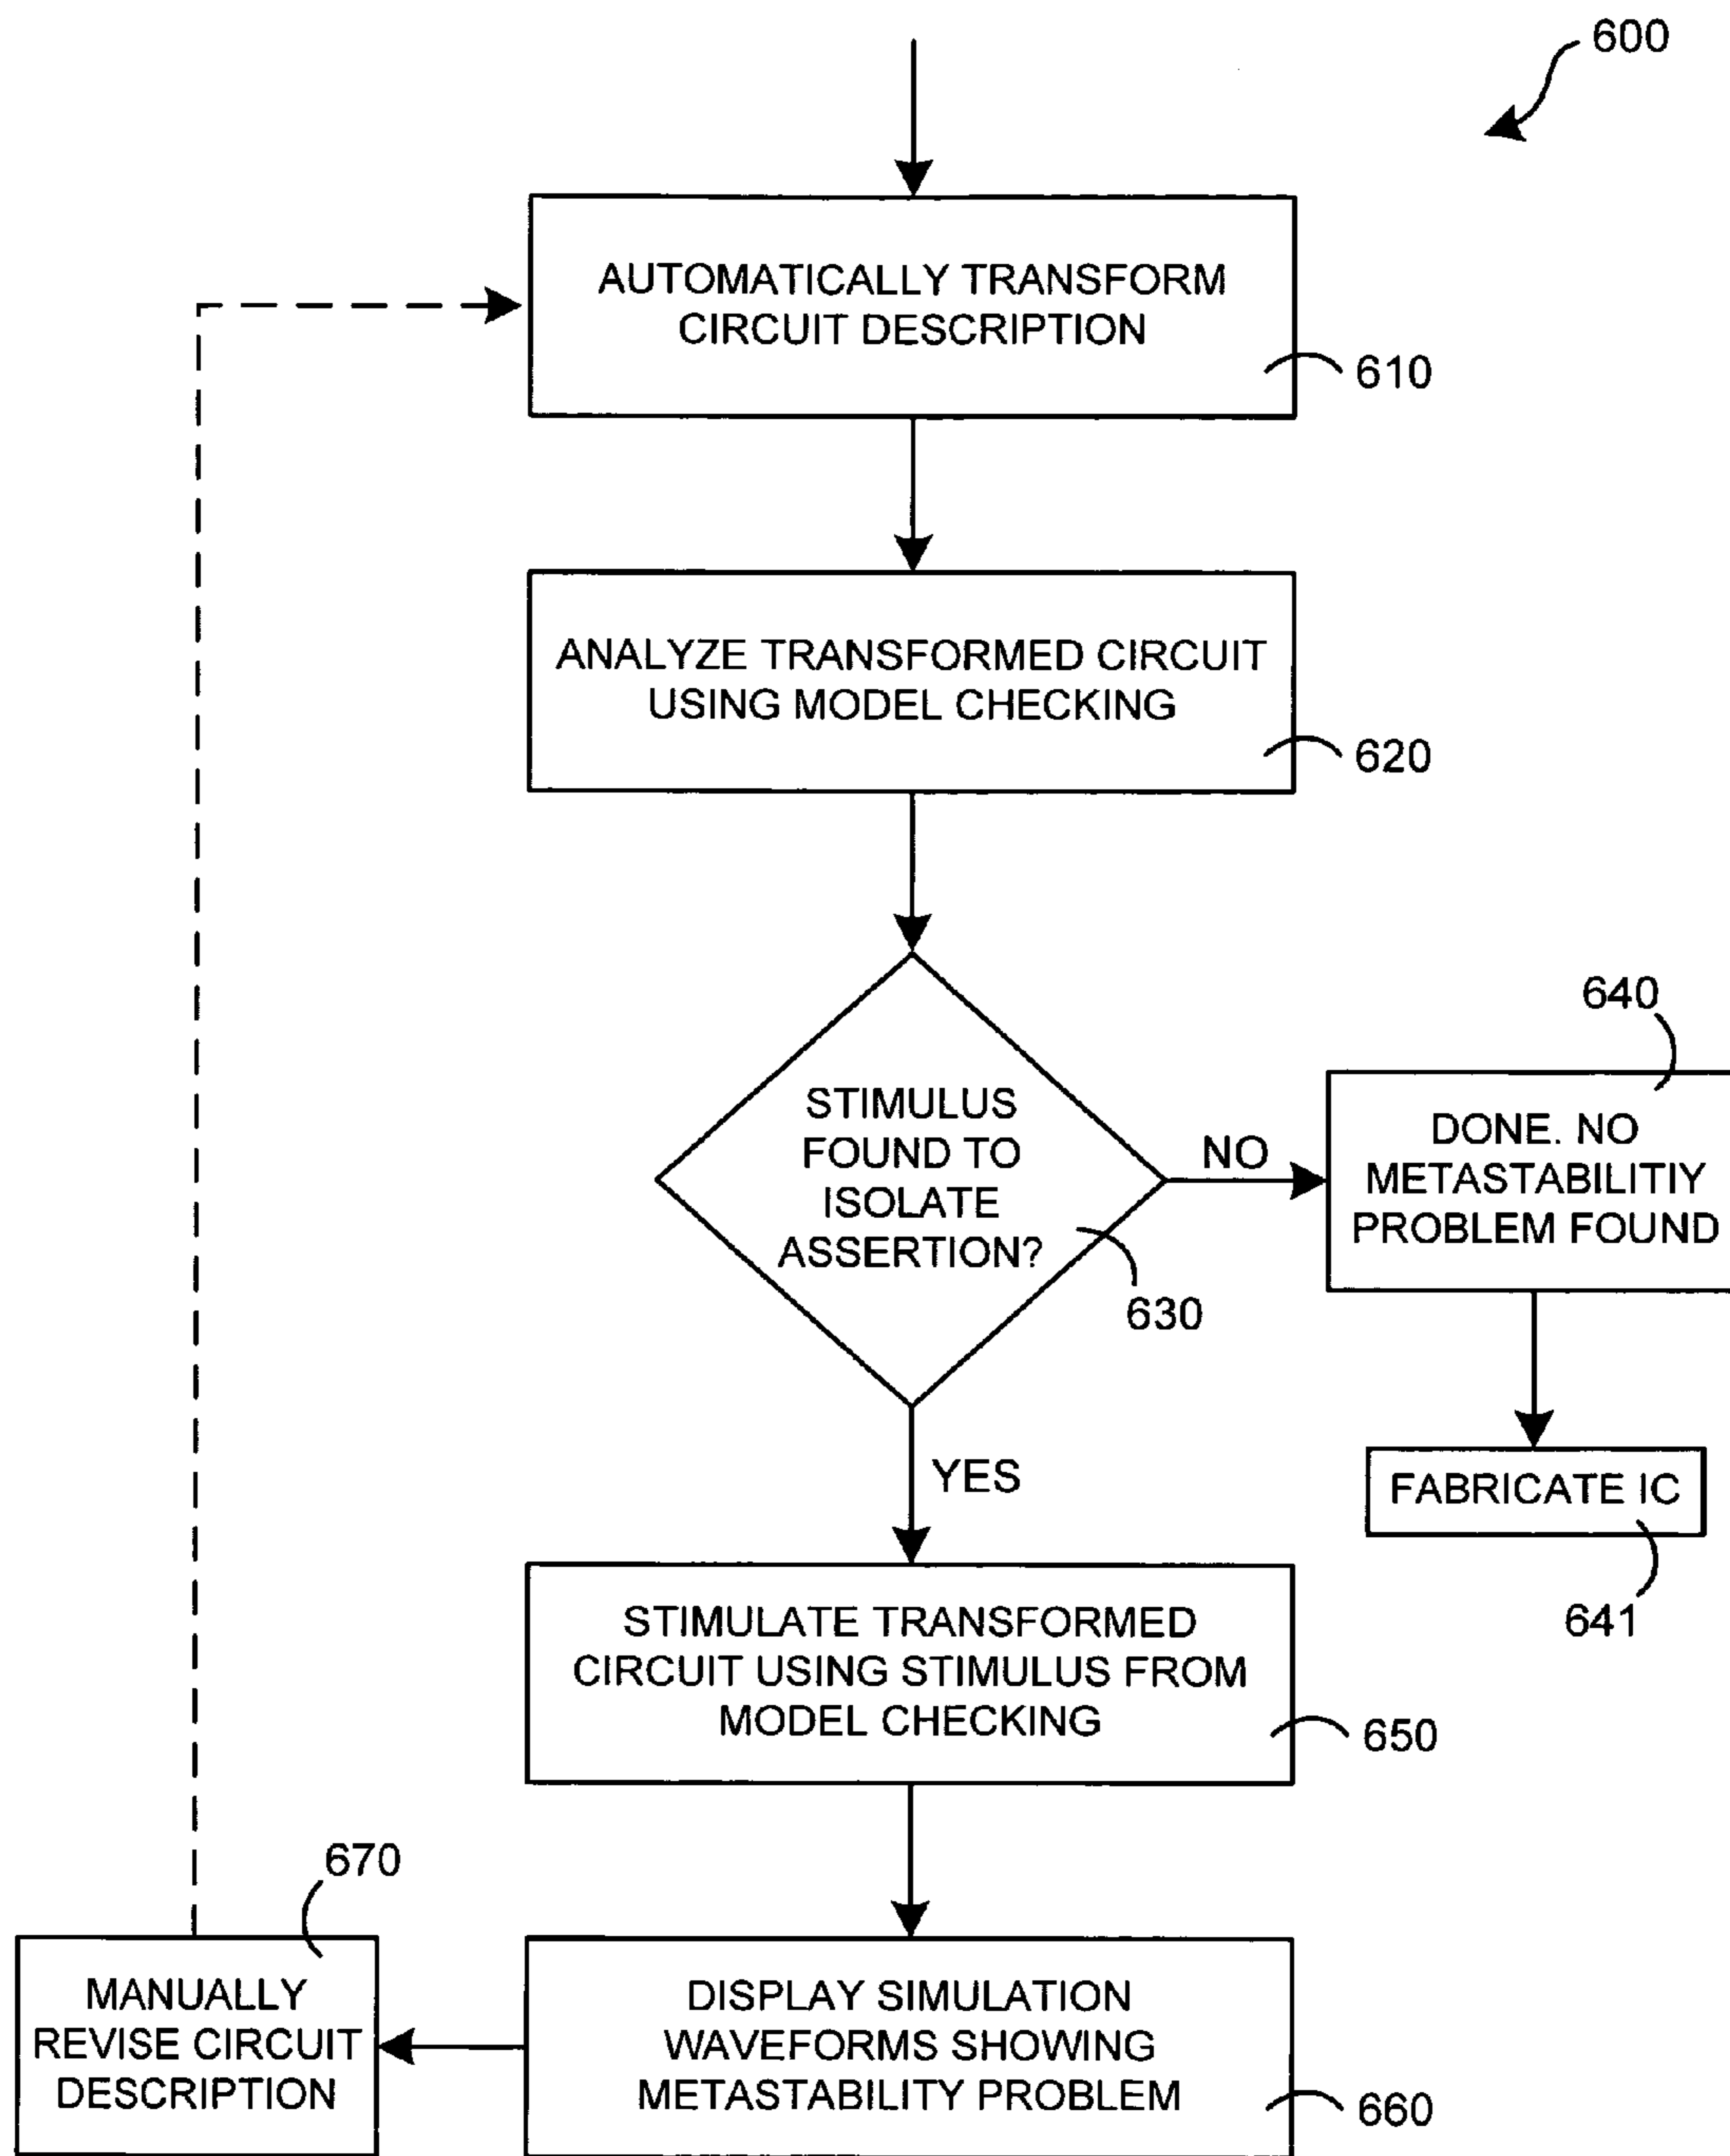 600
AUTOMATICALLY TRANSFORM
CIRCUIT DESCRIPTION
610
ANALYZE TRANSFORMED CIRCUIT
USING MODEL CHECKING
620
STIMULUS
FOUND TO
ISOLATE
ASSERTION?
630
NO
640
DONE. NO
METASTABILITIY
PROBLEM FOUND
FABRICATE IC
641
YES
STIMULATE TRANSFORMED
CIRCUIT USING STIMULUS FROM
MODEL CHECKING
650
670
MANUALLY
REVISE CIRCUIT
DESCRIPTION
DISPLAY SIMULATION
WAVEFORMS SHOWING
METASTABILITY PROBLEM
660